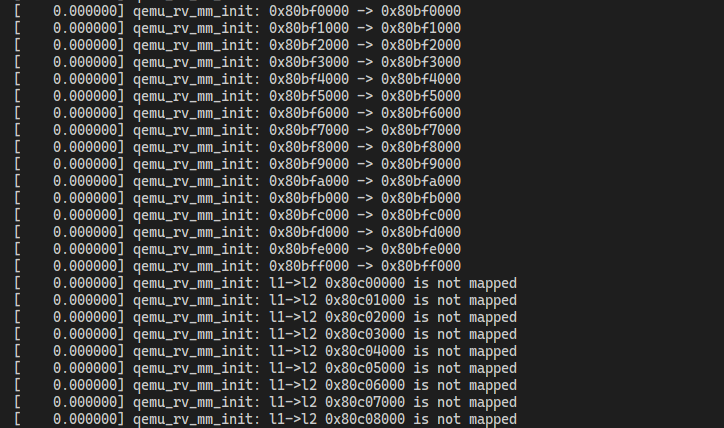 [    0.000000] qemu_rv_mm_init: 0x80bf0000 -> 0x80bf0000
[    0.000000] qemu_rv_mm_init: 0x80bf1000 -> 0x80bf1000
[    0.000000] qemu_rv_mm_init: 0x80bf2000 -> 0x80bf2000
[    0.000000] qemu_rv_mm_init: 0x80bf3000 -> 0x80bf3000
[    0.000000] qemu_rv_mm_init: 0x80bf4000 -> 0x80bf4000
[    0.000000] qemu_rv_mm_init: 0x80bf5000 -> 0x80bf5000
[    0.000000] qemu_rv_mm_init: 0x80bf6000 -> 0x80bf6000
[    0.000000] qemu_rv_mm_init: 0x80bf7000 -> 0x80bf7000
[    0.000000] qemu_rv_mm_init: 0x80bf8000 -> 0x80bf8000
[    0.000000] qemu_rv_mm_init: 0x80bf9000 -> 0x80bf9000
[    0.000000] qemu_rv_mm_init: 0x80bfa000 -> 0x80bfa000
[    0.000000] qemu_rv_mm_init: 0x80bfb000 -> 0x80bfb000
[    0.000000] qemu_rv_mm_init: 0x80bfc000 -> 0x80bfc000
[    0.000000] qemu_rv_mm_init: 0x80bfd000 -> 0x80bfd000
[    0.000000] qemu_rv_mm_init: 0x80bfe000 -> 0x80bfe000
[    0.000000] qemu_rv_mm_init: 0x80bff000 -> 0x80bff000
[    0.000000] qemu_rv_mm_init: l1->l2 0x80c00000 is not mapped
[    0.000000] qemu_rv_mm_init: l1->l2 0x80c01000 is not mapped
[    0.000000] qemu_rv_mm_init: l1->l2 0x80c02000 is not mapped
[    0.000000] qemu_rv_mm_init: l1->l2 0x80c03000 is not mapped
[    0.000000] qemu_rv_mm_init: l1->l2 0x80c04000 is not mapped
[    0.000000] qemu_rv_mm_init: l1->l2 0x80c05000 is not mapped
[    0.000000] qemu_rv_mm_init: l1->l2 0x80c06000 is not mapped
[    0.000000] qemu_rv_mm_init: l1->l2 0x80c07000 is not mapped
[    0.000000] qemu_rv_mm_init: l1->l2 0x80c08000 is not mapped